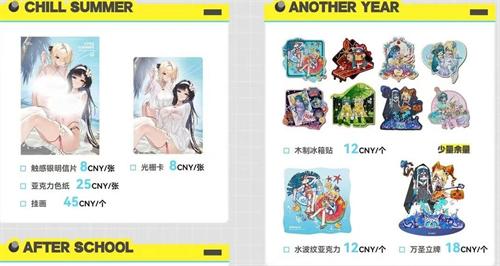 CHILL SUMMER
触感银明信片 8CNY/张
亚克力色纸 25CNY/张
挂画 45CNY/个
光栅卡 8CNY/张
AFTER SCHOOL
ANOTHER YEAR
木制冰箱贴 12CNY/个
少量余量
水波纹亚克力 12CNY/个
万圣立牌 18CNY/个